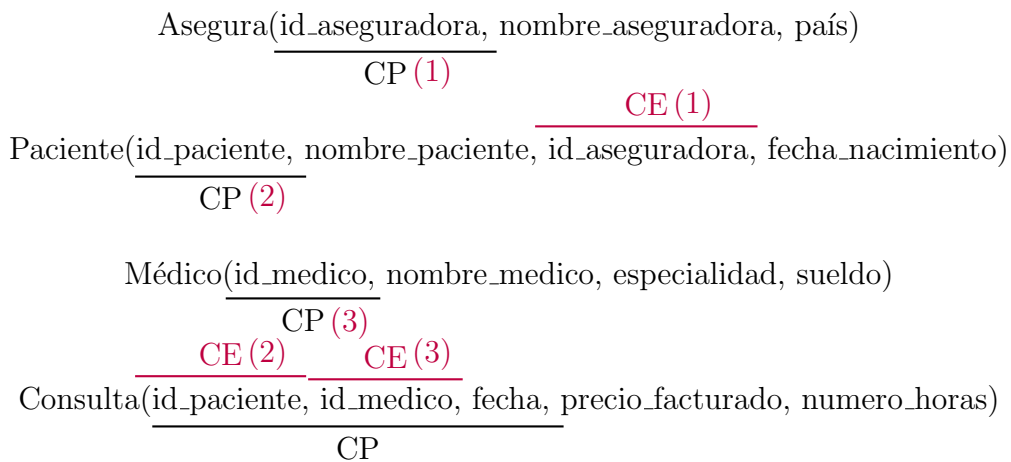 Asegura(id_aseguradora, nombre_aseguradora, país)
CP (1)
CE (1)
Paciente(id_paciente, nombre_paciente, id_aseguradora, fecha_nacimiento)
CP (2)
Médico(id_medico, nombre_medico, especialidad, sueldo)
CP (3)
CE (2) CE (3)
Consulta(id_paciente, id_medico, fecha, precio_facturado, numero_horas)
CP